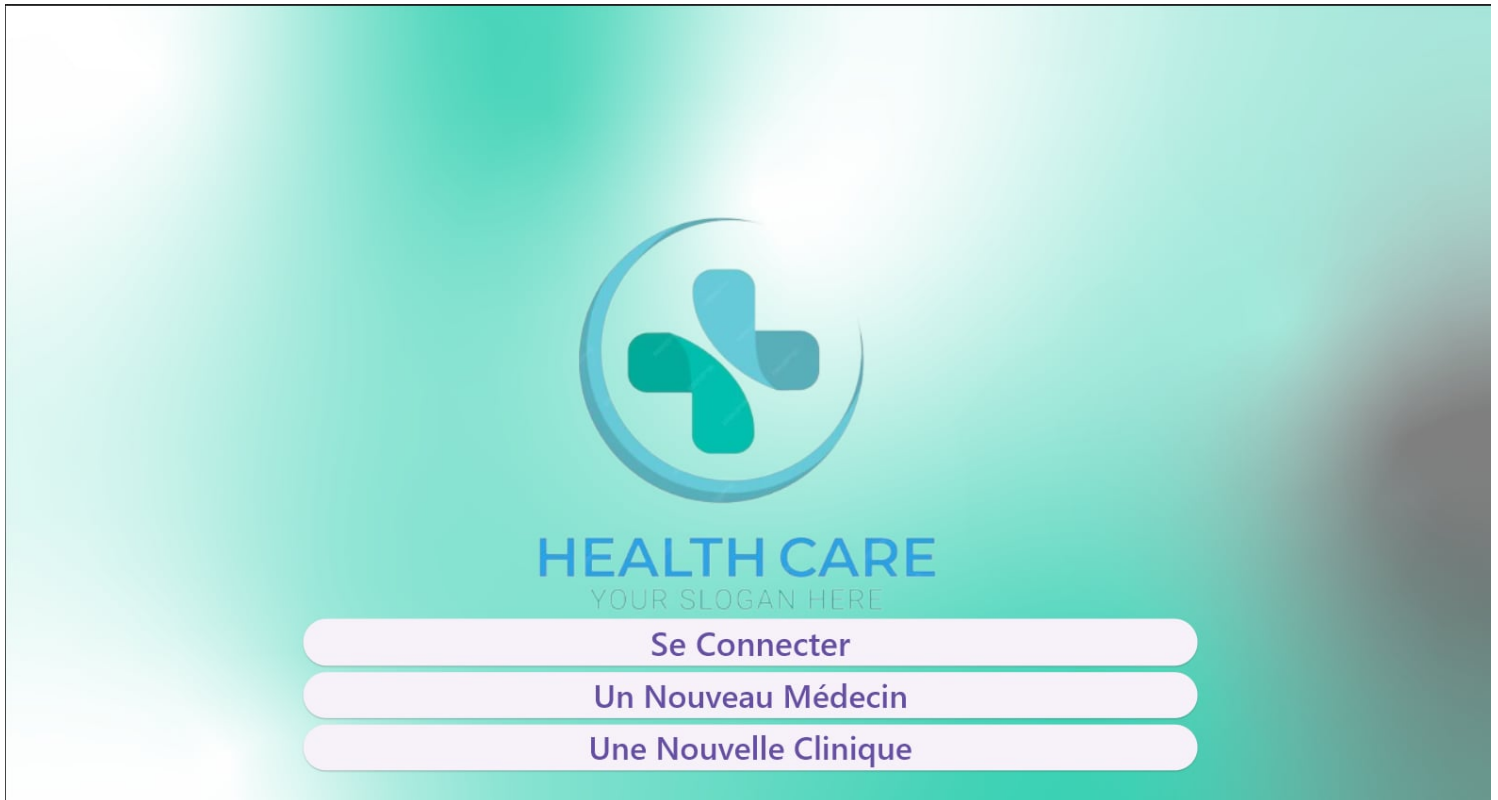 HEALTH CARE
YOUR SLOGAN HERE
Se Connecter
Un Nouveau Médecin
Une Nouvelle Clinique